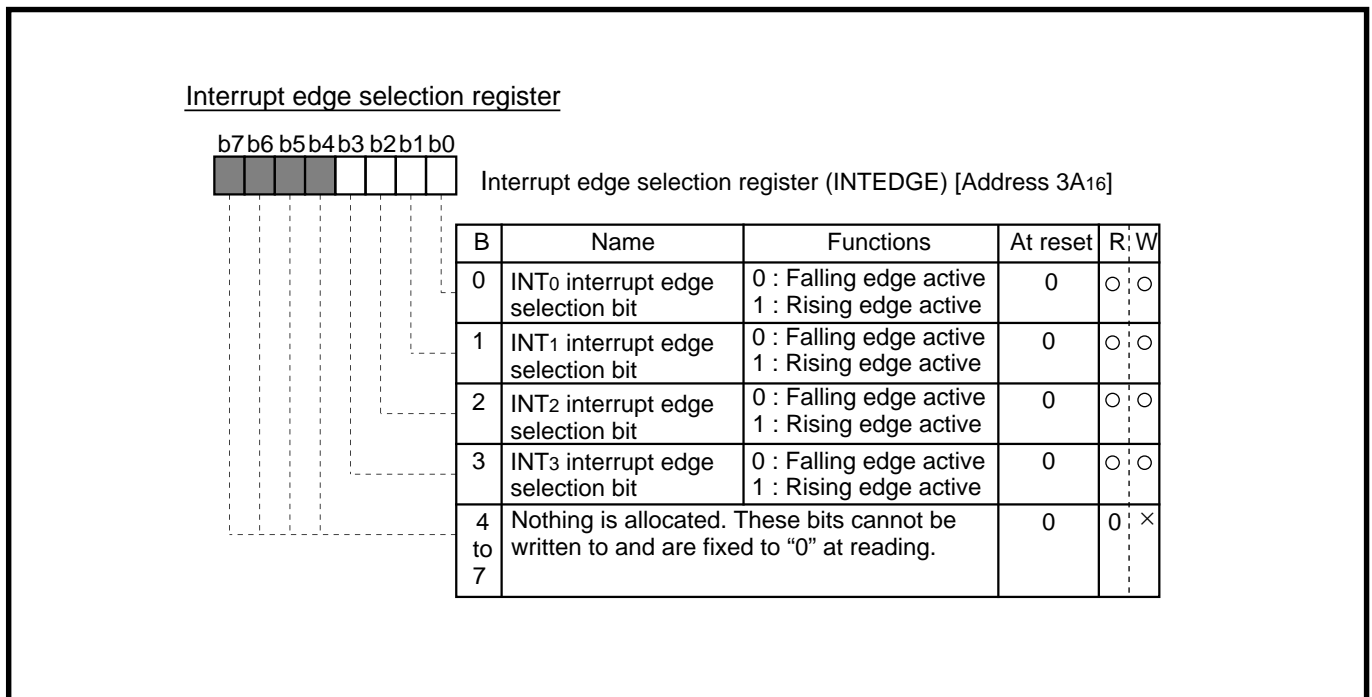 Interrupt edge selection register
b7 b6 b5 b4 b3 b2 b1 b0
Interrupt edge selection register (INTEDGE) [Address 3A16]
B Name Functions At reset R W
0 INT0 interrupt edge selection bit 0 : Falling edge active 0 ○ ○
1 : Rising edge active
1 INT1 interrupt edge selection bit 0 : Falling edge active 0 ○ ○
1 : Rising edge active
2 INT2 interrupt edge selection bit 0 : Falling edge active 0 ○ ○
1 : Rising edge active
3 INT3 interrupt edge selection bit 0 : Falling edge active 0 ○ ○
1 : Rising edge active
4 to 7 Nothing is allocated. These bits cannot be 0 0 ×
written to and are fixed to “0” at reading.